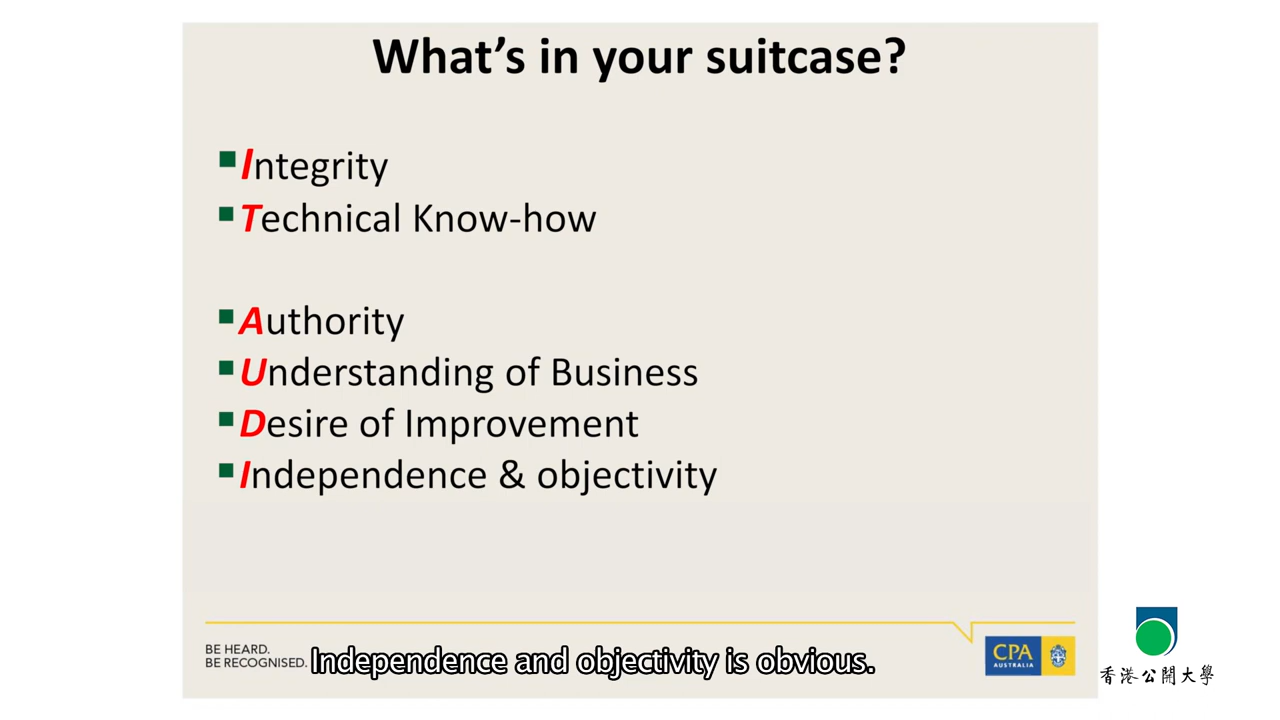 What's in your suitcase?
Integrity
Technical Know-how
Authority
Understanding of Business
Desire of Improvement
Independence & objectivity
BE HEARD.
BE RECOGNISED.
Independence and objectivity is obvious.
CPA
AUSTRALIA
香港公開大學